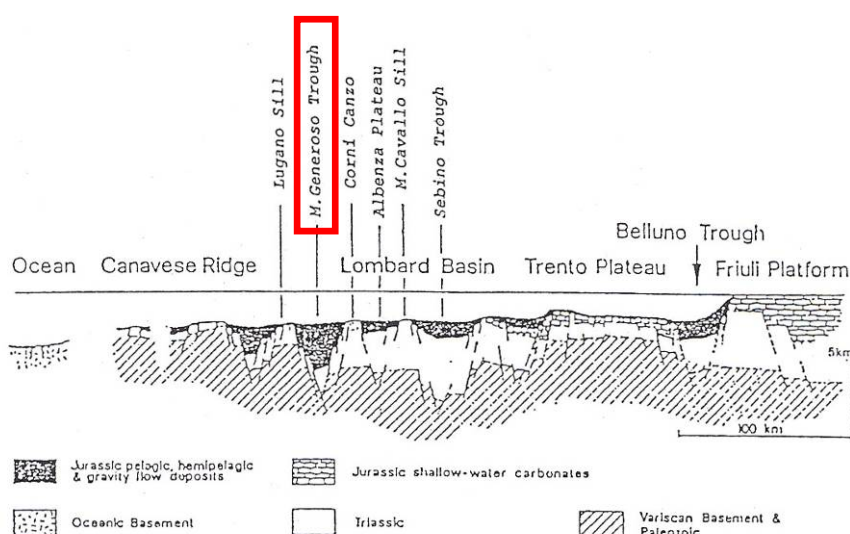 Lugano Sill
M.Generoso Trough
Corni Canzo
Albenza Plateau
M.Cavallo Sill
Sebino Trough
Belluno Trough
Ocean
Canavese Ridge
Lombard Basin
Trento Plateau
Friuli Platform
5km
100 km
Jurassic pelagic, hemipelagic
& gravity flow deposits
Jurassic shallow-water carbonates
Oceanic Basement
Triassic
Variscan Basement &